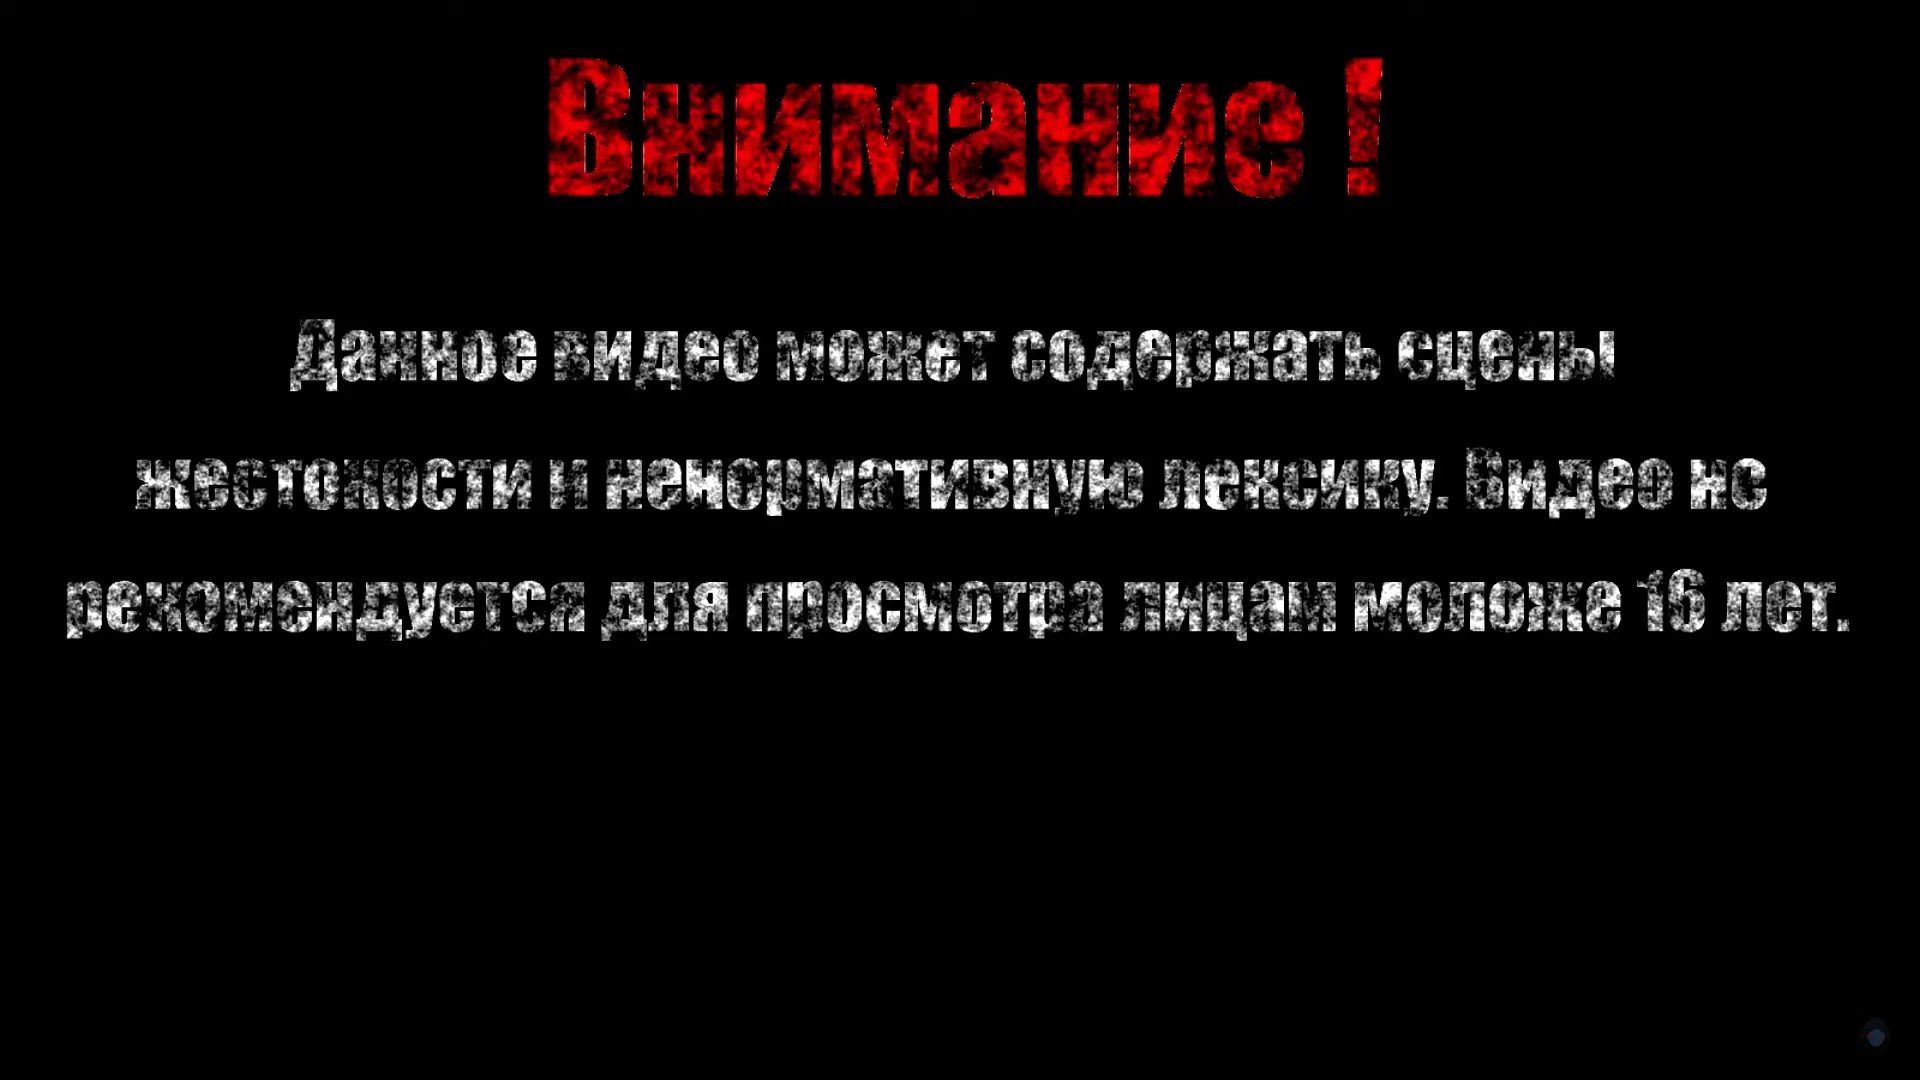 Внимание !
Данное видео может содержать сцены
жестокости и ненормативную лексику. Видео не
рекомендуется для просмотра лицам моложе 16 лет.